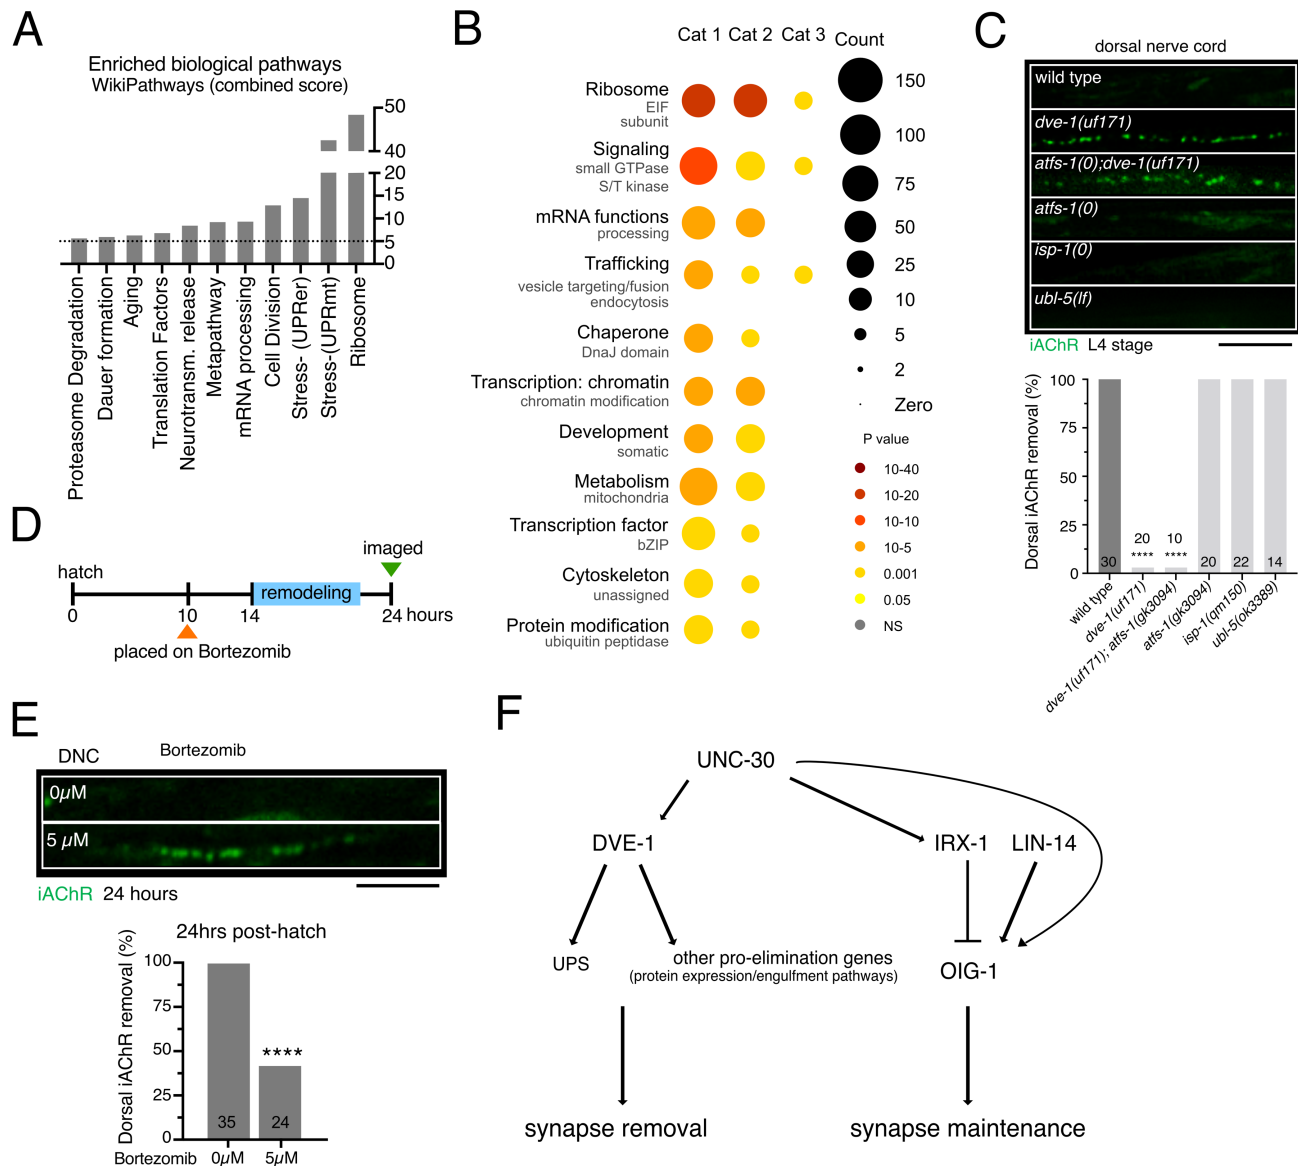 A
Enriched biological pathways
WikiPathways (combined score)
50
40
20
15
10
5
0
Proteasome Degradation
Dauer formation
Aging
Translation Factors
Neurotransm. release
Metapathway
mRNA processing
Cell Division
Stress- (UPRer)
Stress-(UPRmt)
Ribosome
B
Cat 1 Cat 2 Cat 3 Count
Ribosome
EIF
subunit
Signaling
small GTPase
S/T kinase
mRNA functions
processing
Trafficking
vesicle targeting/fusion
endocytosis
Chaperone
DnaJ domain
Transcription: chromatin
chromatin modification
Development
somatic
Metabolism
mitochondria
Transcription factor
bZIP
Cytoskeleton
unassigned
Protein modification
ubiquitin peptidase
150
100
75
50
25
10
5
2
Zero
P value
10-40
10-20
10-10
10-5
0.001
0.05
NS
C
dorsal nerve cord
wild type
dve-1(uf171)
atfs-1(0);dve-1(uf171)
atfs-1(0)
isp-1(0)
ubl-5(lf)
iAChR L4 stage
Dorsal iAChR removal (%)
100
75
50
25
0
30
20
****
10
****
20
22
14
wild type
dve-1(uf171)
dve-1(uf171); atfs-1(gk3094)
atfs-1(gk3094)
isp-1(qm150)
ubl-5(ok3389)
D
hatch
remodeling
imaged
0
10
14
24 hours
placed on Bortezomib
E
DNC
Bortezomib
0µM
5 µM
iAChR 24 hours
24hrs post-hatch
Dorsal iAChR removal (%)
100
75
50
25
0
35
****
24
Bortezomib 0µM 5µM
F
UNC-30
DVE-1
IRX-1 LIN-14
UPS
other pro-elimination genes
(protein expression/engulfment pathways)
OIG-1
synapse removal
synapse maintenance